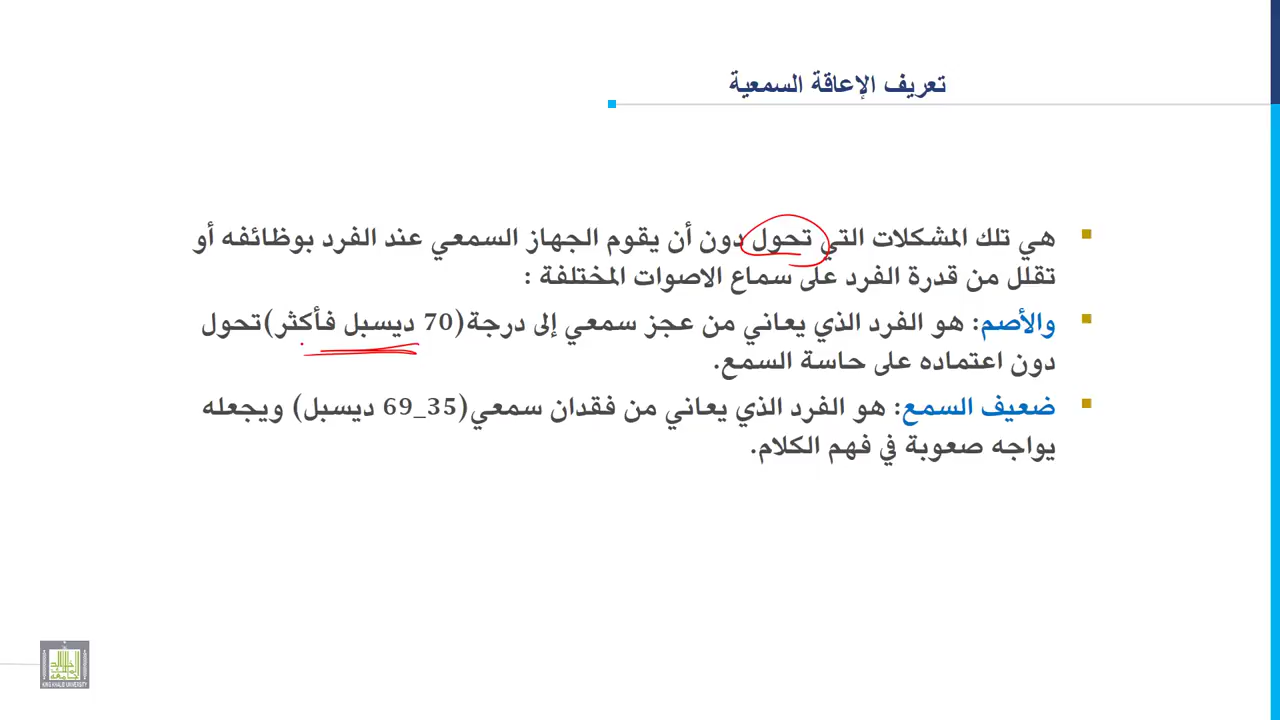 تعريف الإعاقة السمعية
هي تلك المشكلات التي تحول دون أن يقوم الجهاز السمعي عند الفرد بوظائفه أو
تقلل من قدرة الفرد على سماع الاصوات المختلفة :
والأصم: هو الفرد الذي يعاني من عجز سمعي إلى درجة(70 ديسبل فأكثر)تحول
دون اعتماده على حاسة السمع.
ضعيف السمع: هو الفرد الذي يعاني من فقدان سمعي(35_69 ديسبل) ويجعله
يواجه صعوبة في فهم الكلام.
KING KHALID UNIVERSITY